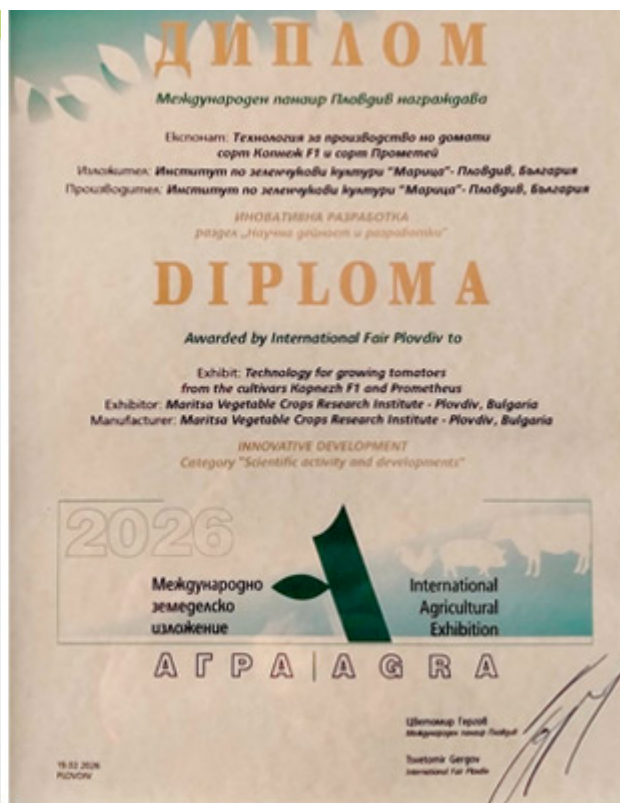 ДИПЛОМ
Международен панаир Пловдив награждава
Експонат: Технология за производство но домати
сорт Копнеж F1 и сорт Прометей
Изложител: Институт по зеленчукови култури "Марица"- Пловдив, България
Производител: Институт по зеленчукови култури "Марица"- Пловдив, България
ИНОВАТИВНА РАЗРАБОТКА
раздел „Научна дейност и разработки"
DIPLOMA
Awarded by International Fair Plovdiv to
Exhibit: Technology for growing tomatoes
from the cultivars Kopnezh F1 and Prometheus
Exhibitor: Maritsa Vegetable Crops Research Institute - Plovdiv, Bulgaria
Manufacturer: Maritsa Vegetable Crops Research Institute - Plovdiv, Bulgaria
INNOVATIVE DEVELOPMENT
Category "Scientific activity and developments"
2026
Международно
земеделско
изложение
International
Agricultural
Exhibition
АГРА | AGRA
Цветомир Гергов
Международен панаир Пловдив
Tsvetomir Gergov
International Fair Plovdiv
19.02.2026
PLOVDIV